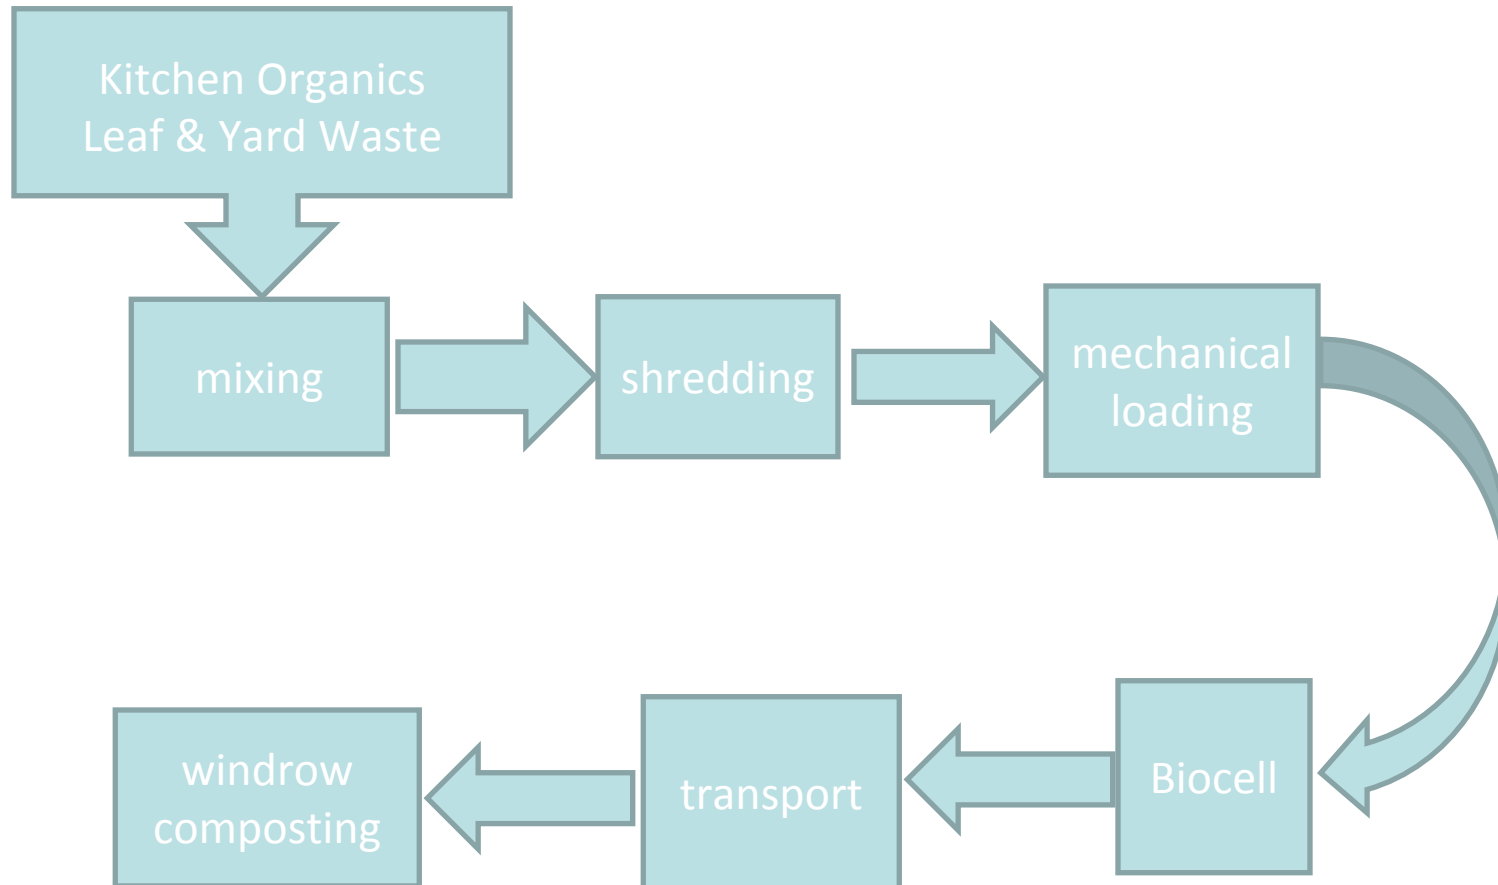 Kitchen Organics
Leaf & Yard Waste
mixing
shredding
mechanical
loading
Biocell
transport
windrow
composting